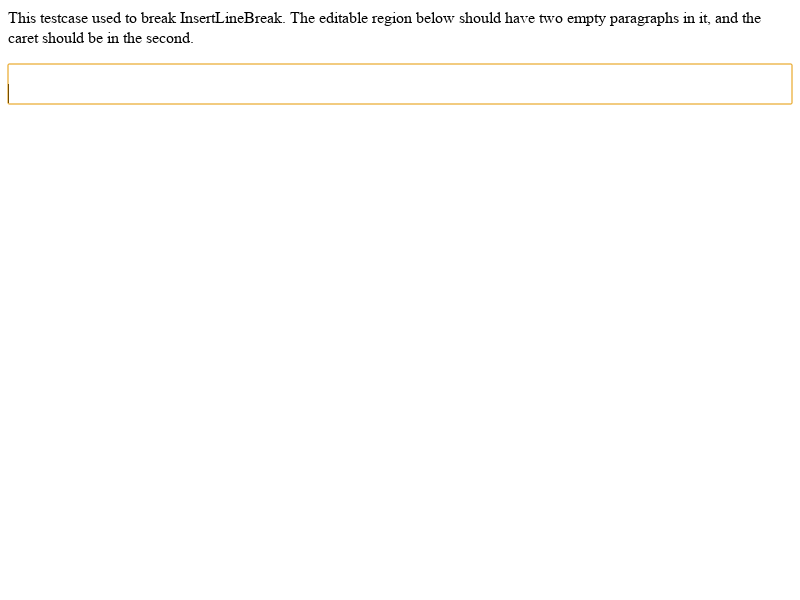 This testcase used to break InsertLineBreak. The editable region below should have two empty paragraphs in it, and the
caret should be in the second.